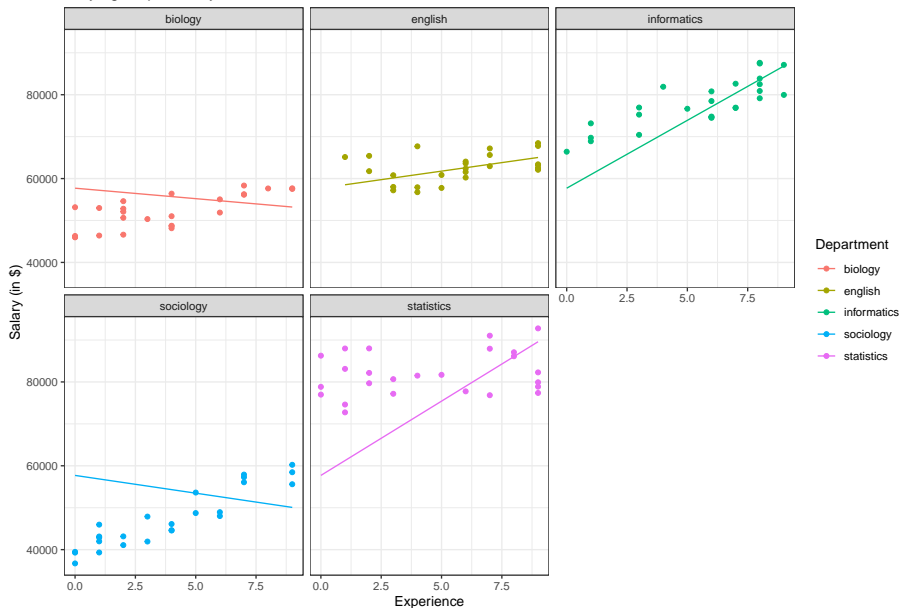 biology
english
informatics
80000
60000
40000
0.0 2.5 5.0 7.5
sociology
statistics
80000
60000
40000
0.0 2.5 5.0 7.5
0.0 2.5 5.0 7.5
Salary (in $)
Experience
Department
biology
english
informatics
sociology
statistics